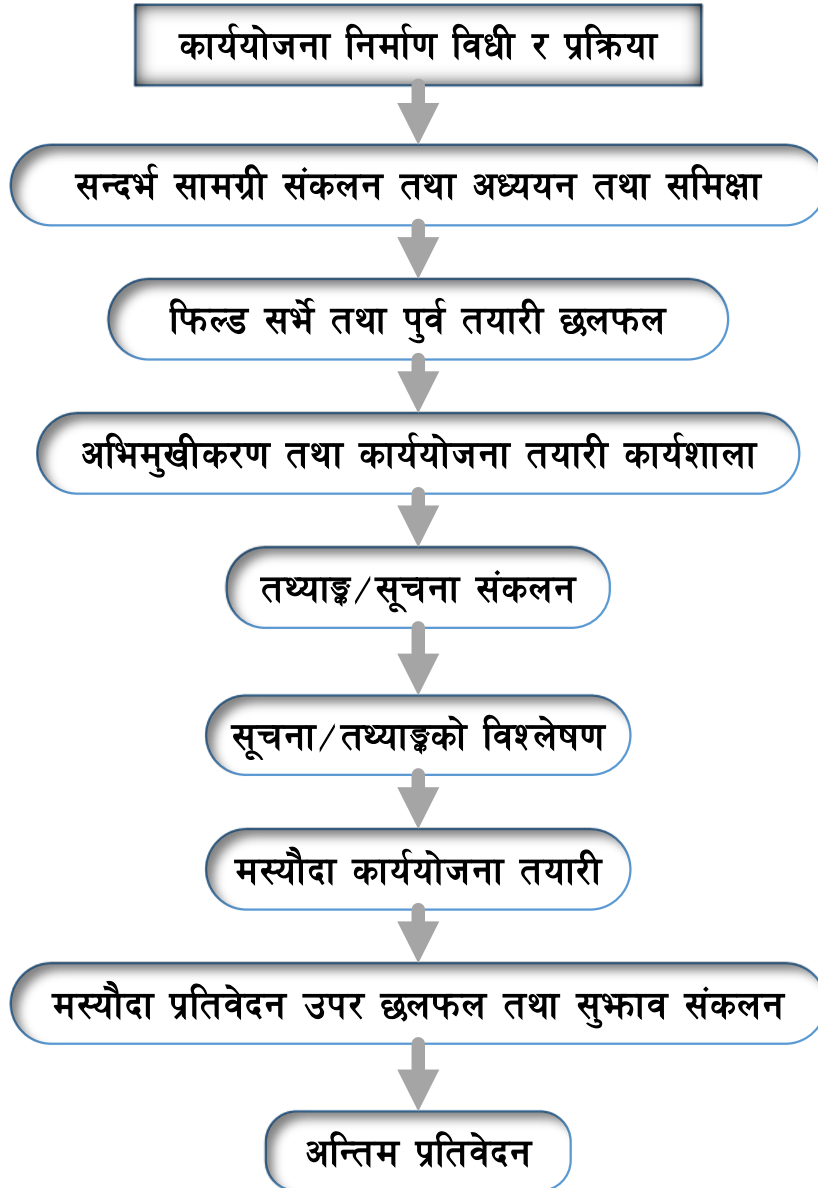 कार्ययोजना निर्माण विधी र प्रक्रिया
सन्दर्भ सामग्री संकलन तथा अध्ययन तथा समिक्षा
फिल्ड सर्भे तथा पुर्व तयारी छलफल
अभिमुखीकरण तथा कार्ययोजना तयारी कार्यशाला
तथ्याङ्क/सूचना संकलन
सूचना/तथ्याङ्कको विश्लेषण
मस्यौदा कार्ययोजना तयारी
मस्यौदा प्रतिवेदन उपर छलफल तथा सुझाव संकलन
अन्तिम प्रतिवेदन